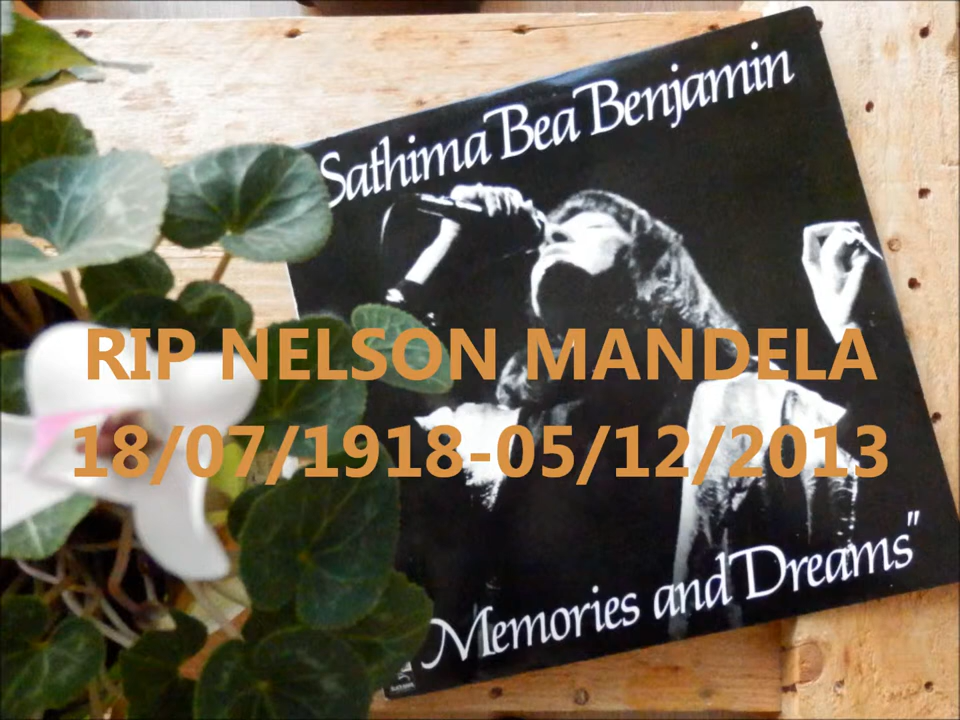 Sathima Bea Benjamin
RIP NELSON MANDELA
18/07/1918-05/12/2013
Memories and Dreams"